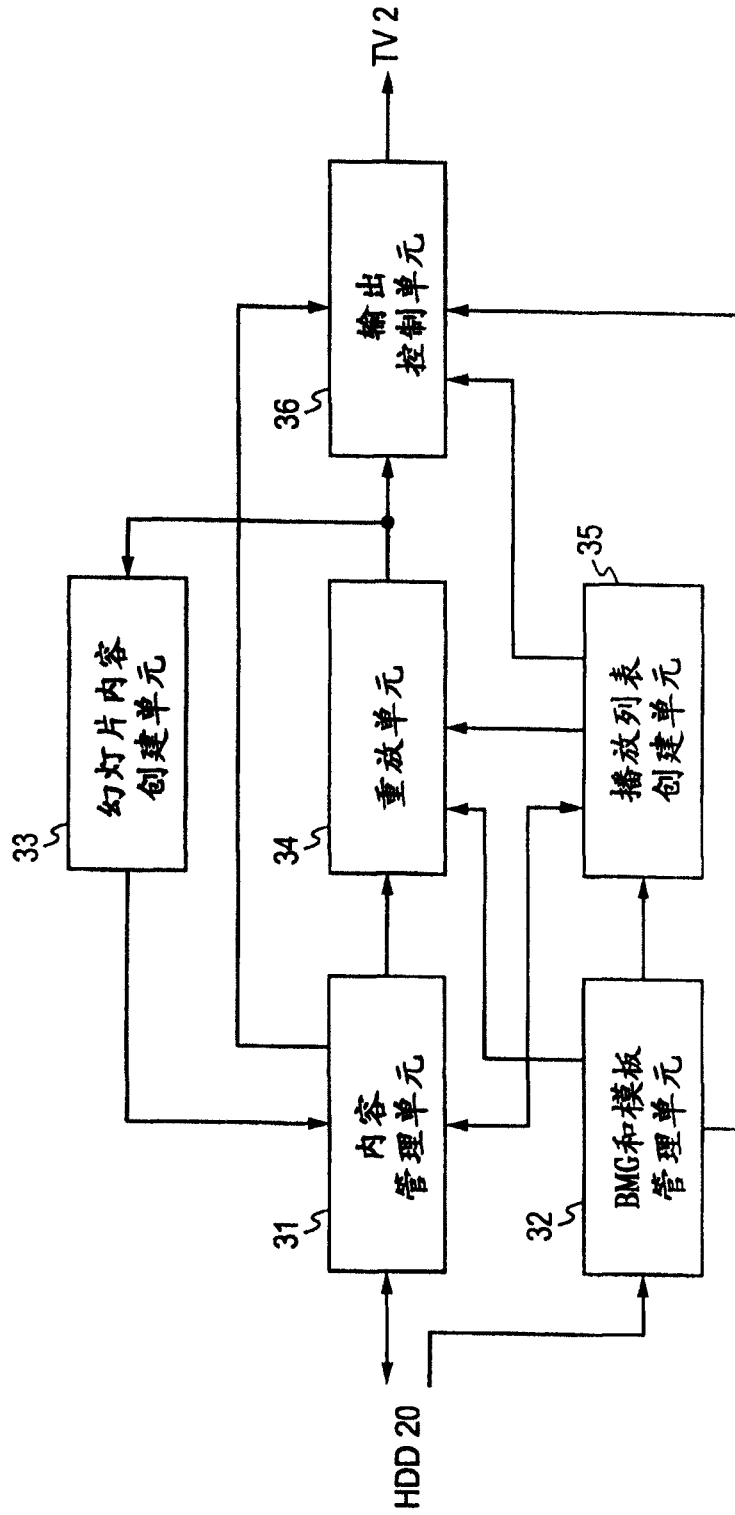 33
幻灯片内容
创建单元
31
内容
管理单元
34
重放单元
36
输出
控制单元
TV 2
HDD 20
32
BMG和模板
管理单元
35
播放列表
创建单元